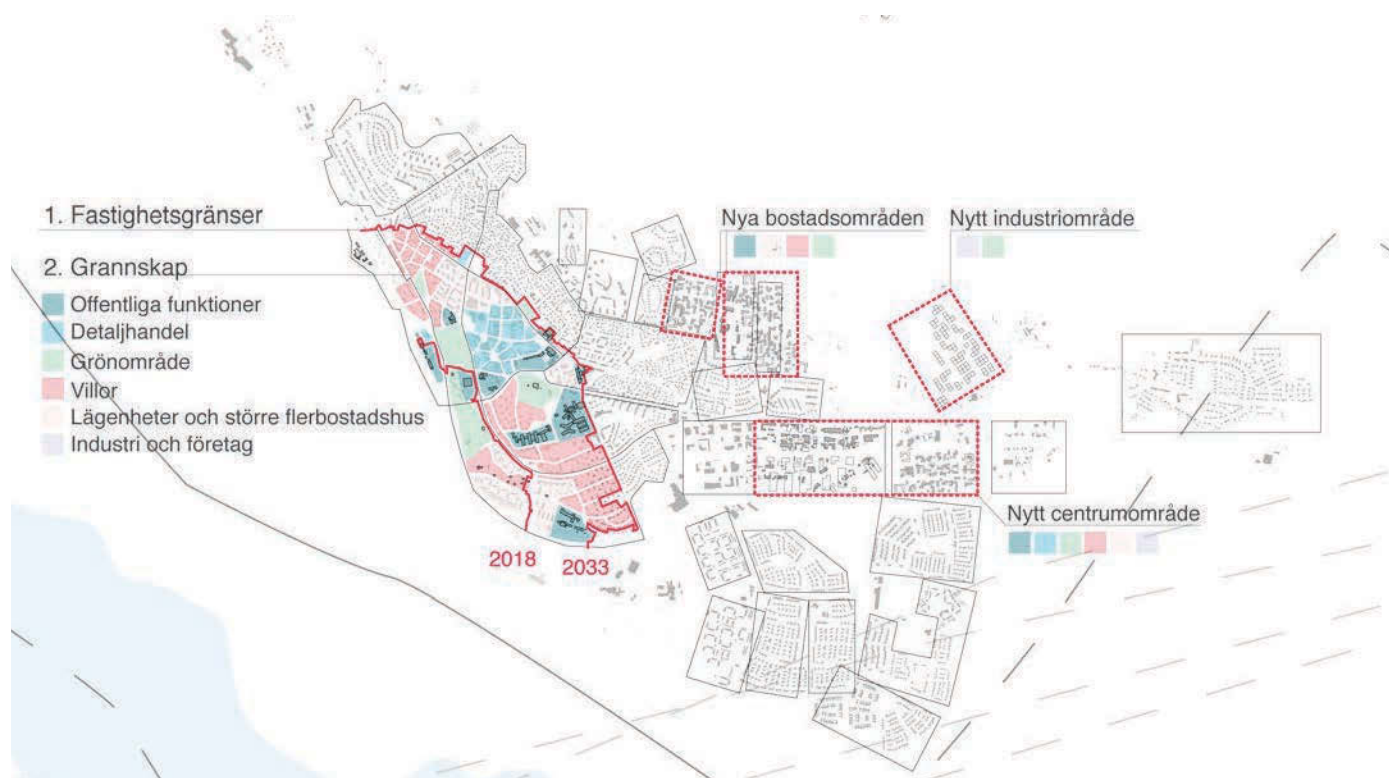 1. Fastighetsgränser
2. Grannskap
Offentliga funktioner
Detaljhandel
Grönområde
Villor
Lägenheter och större flerbostadshus
Industri och företag
Nya bostadsområden
Nytt industriområde
Nytt centrumområde
2018
2033